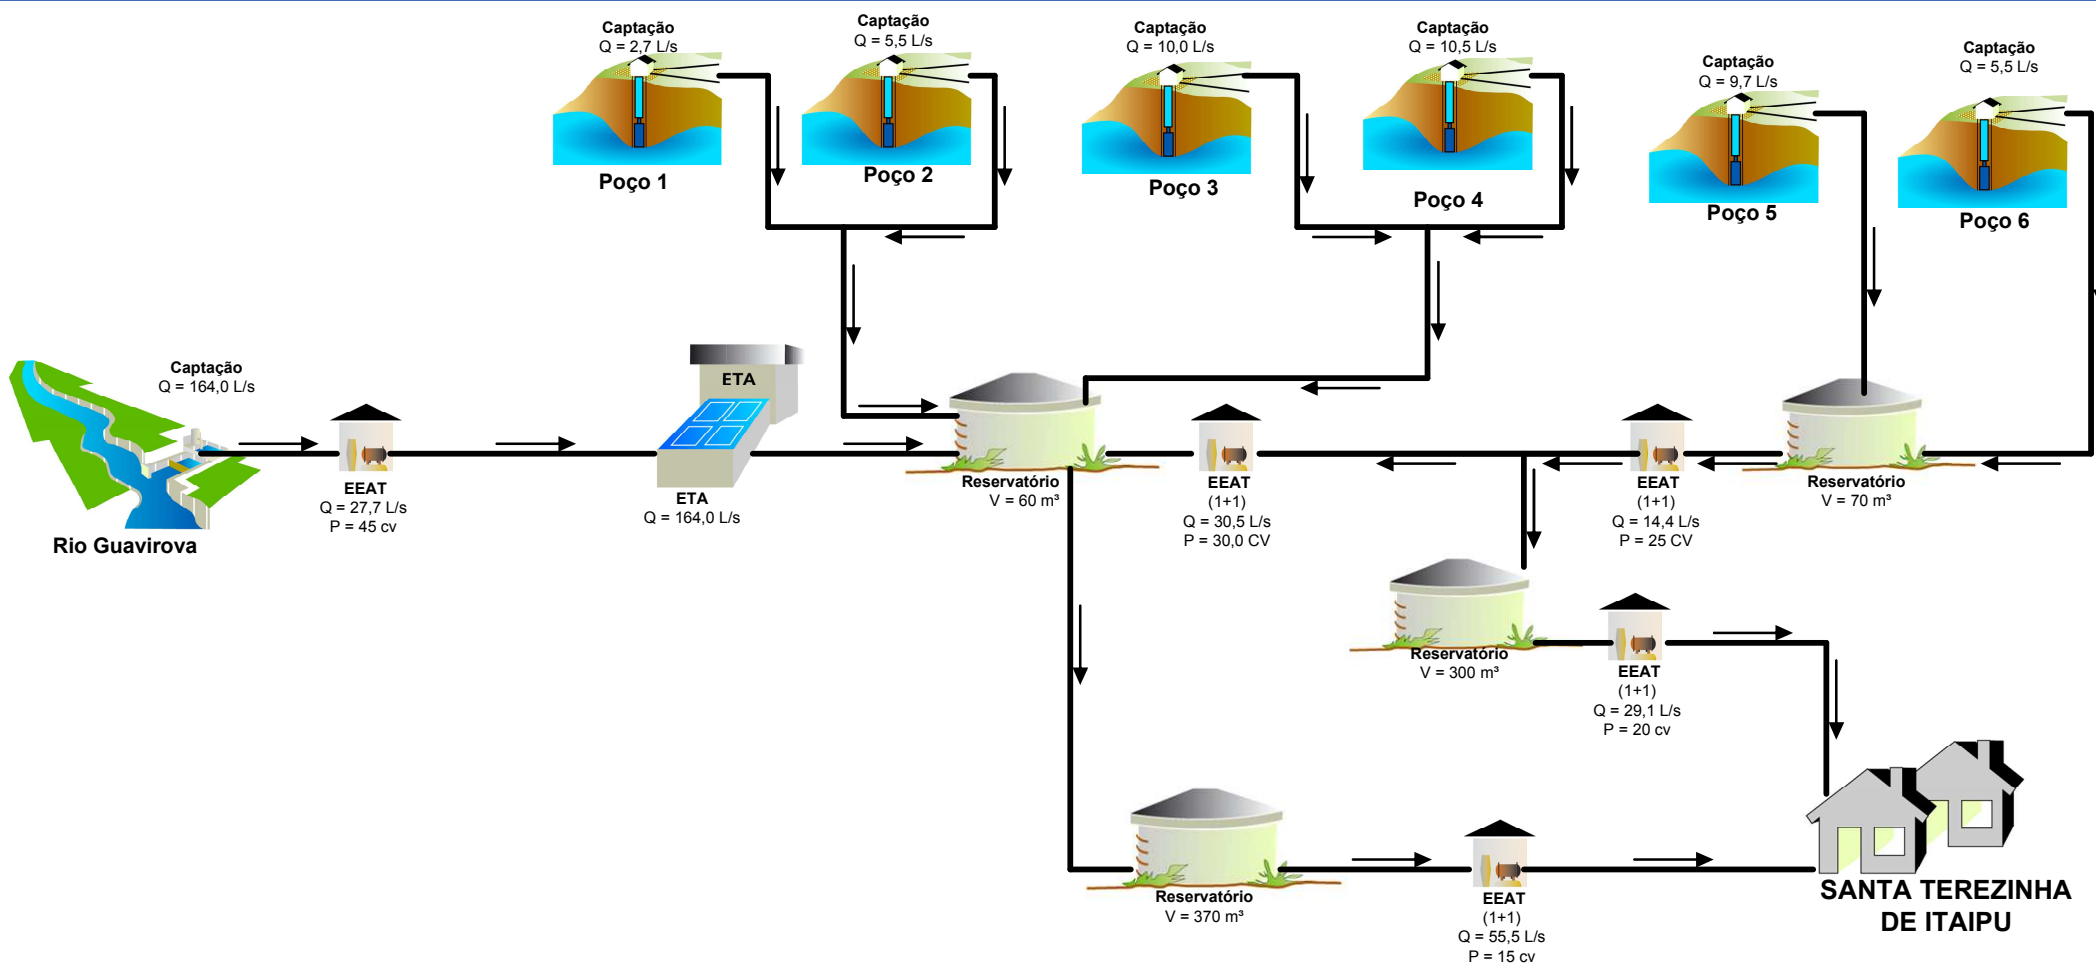 Captação
Q = 2,7 L/s
Poço 1
Captação
Q = 5,5 L/s
Poço 2
Captação
Q = 10,0 L/s
Poço 3
Captação
Q = 10,5 L/s
Poço 4
Captação
Q = 9,7 L/s
Poço 5
Captação
Q = 5,5 L/s
Poço 6
Captação
Q = 164,0 L/s
Rio Guavirova
EEAT
Q = 27,7 L/s
P = 45 cv
ETA
ETA
Q = 164,0 L/s
Reservatório
V = 60 m³
EEAT
(1+1)
Q = 30,5 L/s
P = 30,0 CV
EEAT
(1+1)
Q = 14,4 L/s
P = 25 CV
Reservatório
V = 70 m³
Reservatório
V = 300 m³
EEAT
(1+1)
Q = 29,1 L/s
P = 20 cv
Reservatório
V = 370 m³
EEAT
(1+1)
Q = 55,5 L/s
P = 15 cv
SANTA TEREZINHA
DE ITAIPU